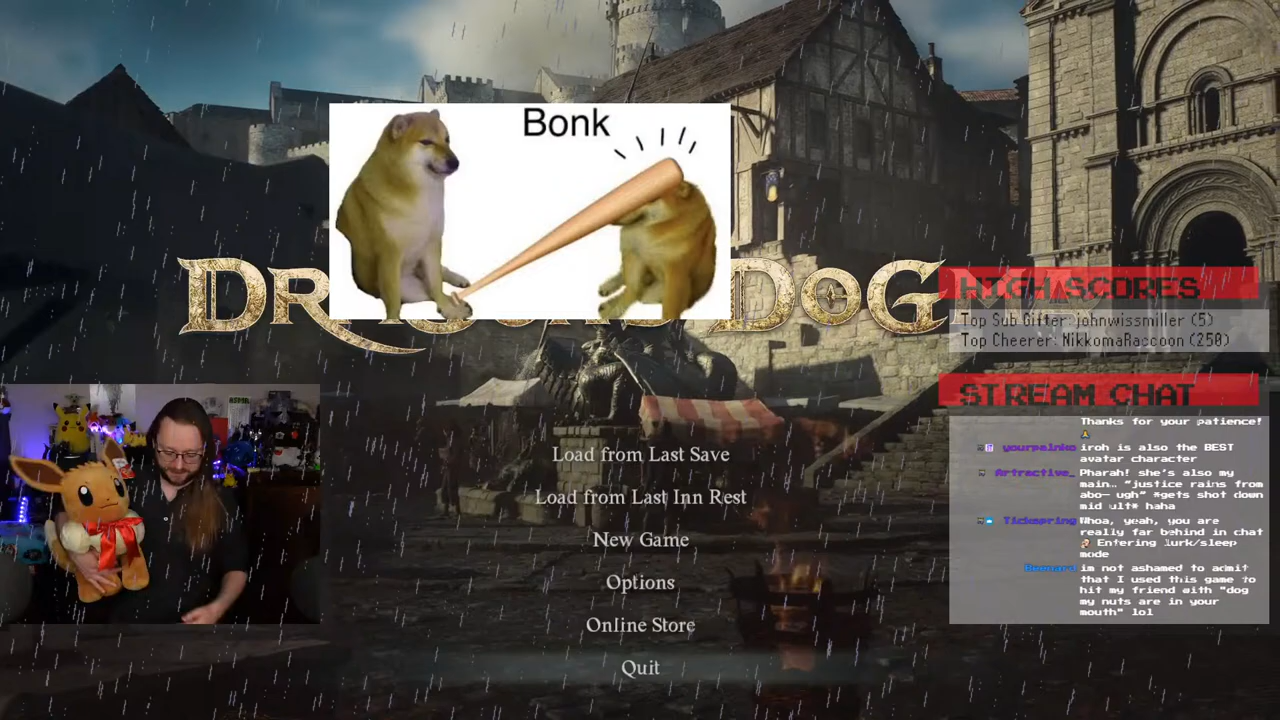 Bonk
DR DOGMA
HIGH SCORES
Top Sub Gifter: johnwissmiller (5)
Top Cheerer: NikkomaRaccoon (250)
STREAM CHAT
Thanks for your patience!
iroh is also the BEST
avatar character
Artractive_ Pharah! she's also my
main.. "justice rains from
abo- ugh" *gets shot down
mid ult* haha
Tickspring Whoa, yeah, you are
really far behind in chat
Entering lurk/sleep
mode
im not ashamed to admit
that I used this game to
hit my friend with "dog
my nuts are in your
mouth" lol
Load from Last Save
Load from Last Inn Rest
New Game
Options
Online Store
Quit